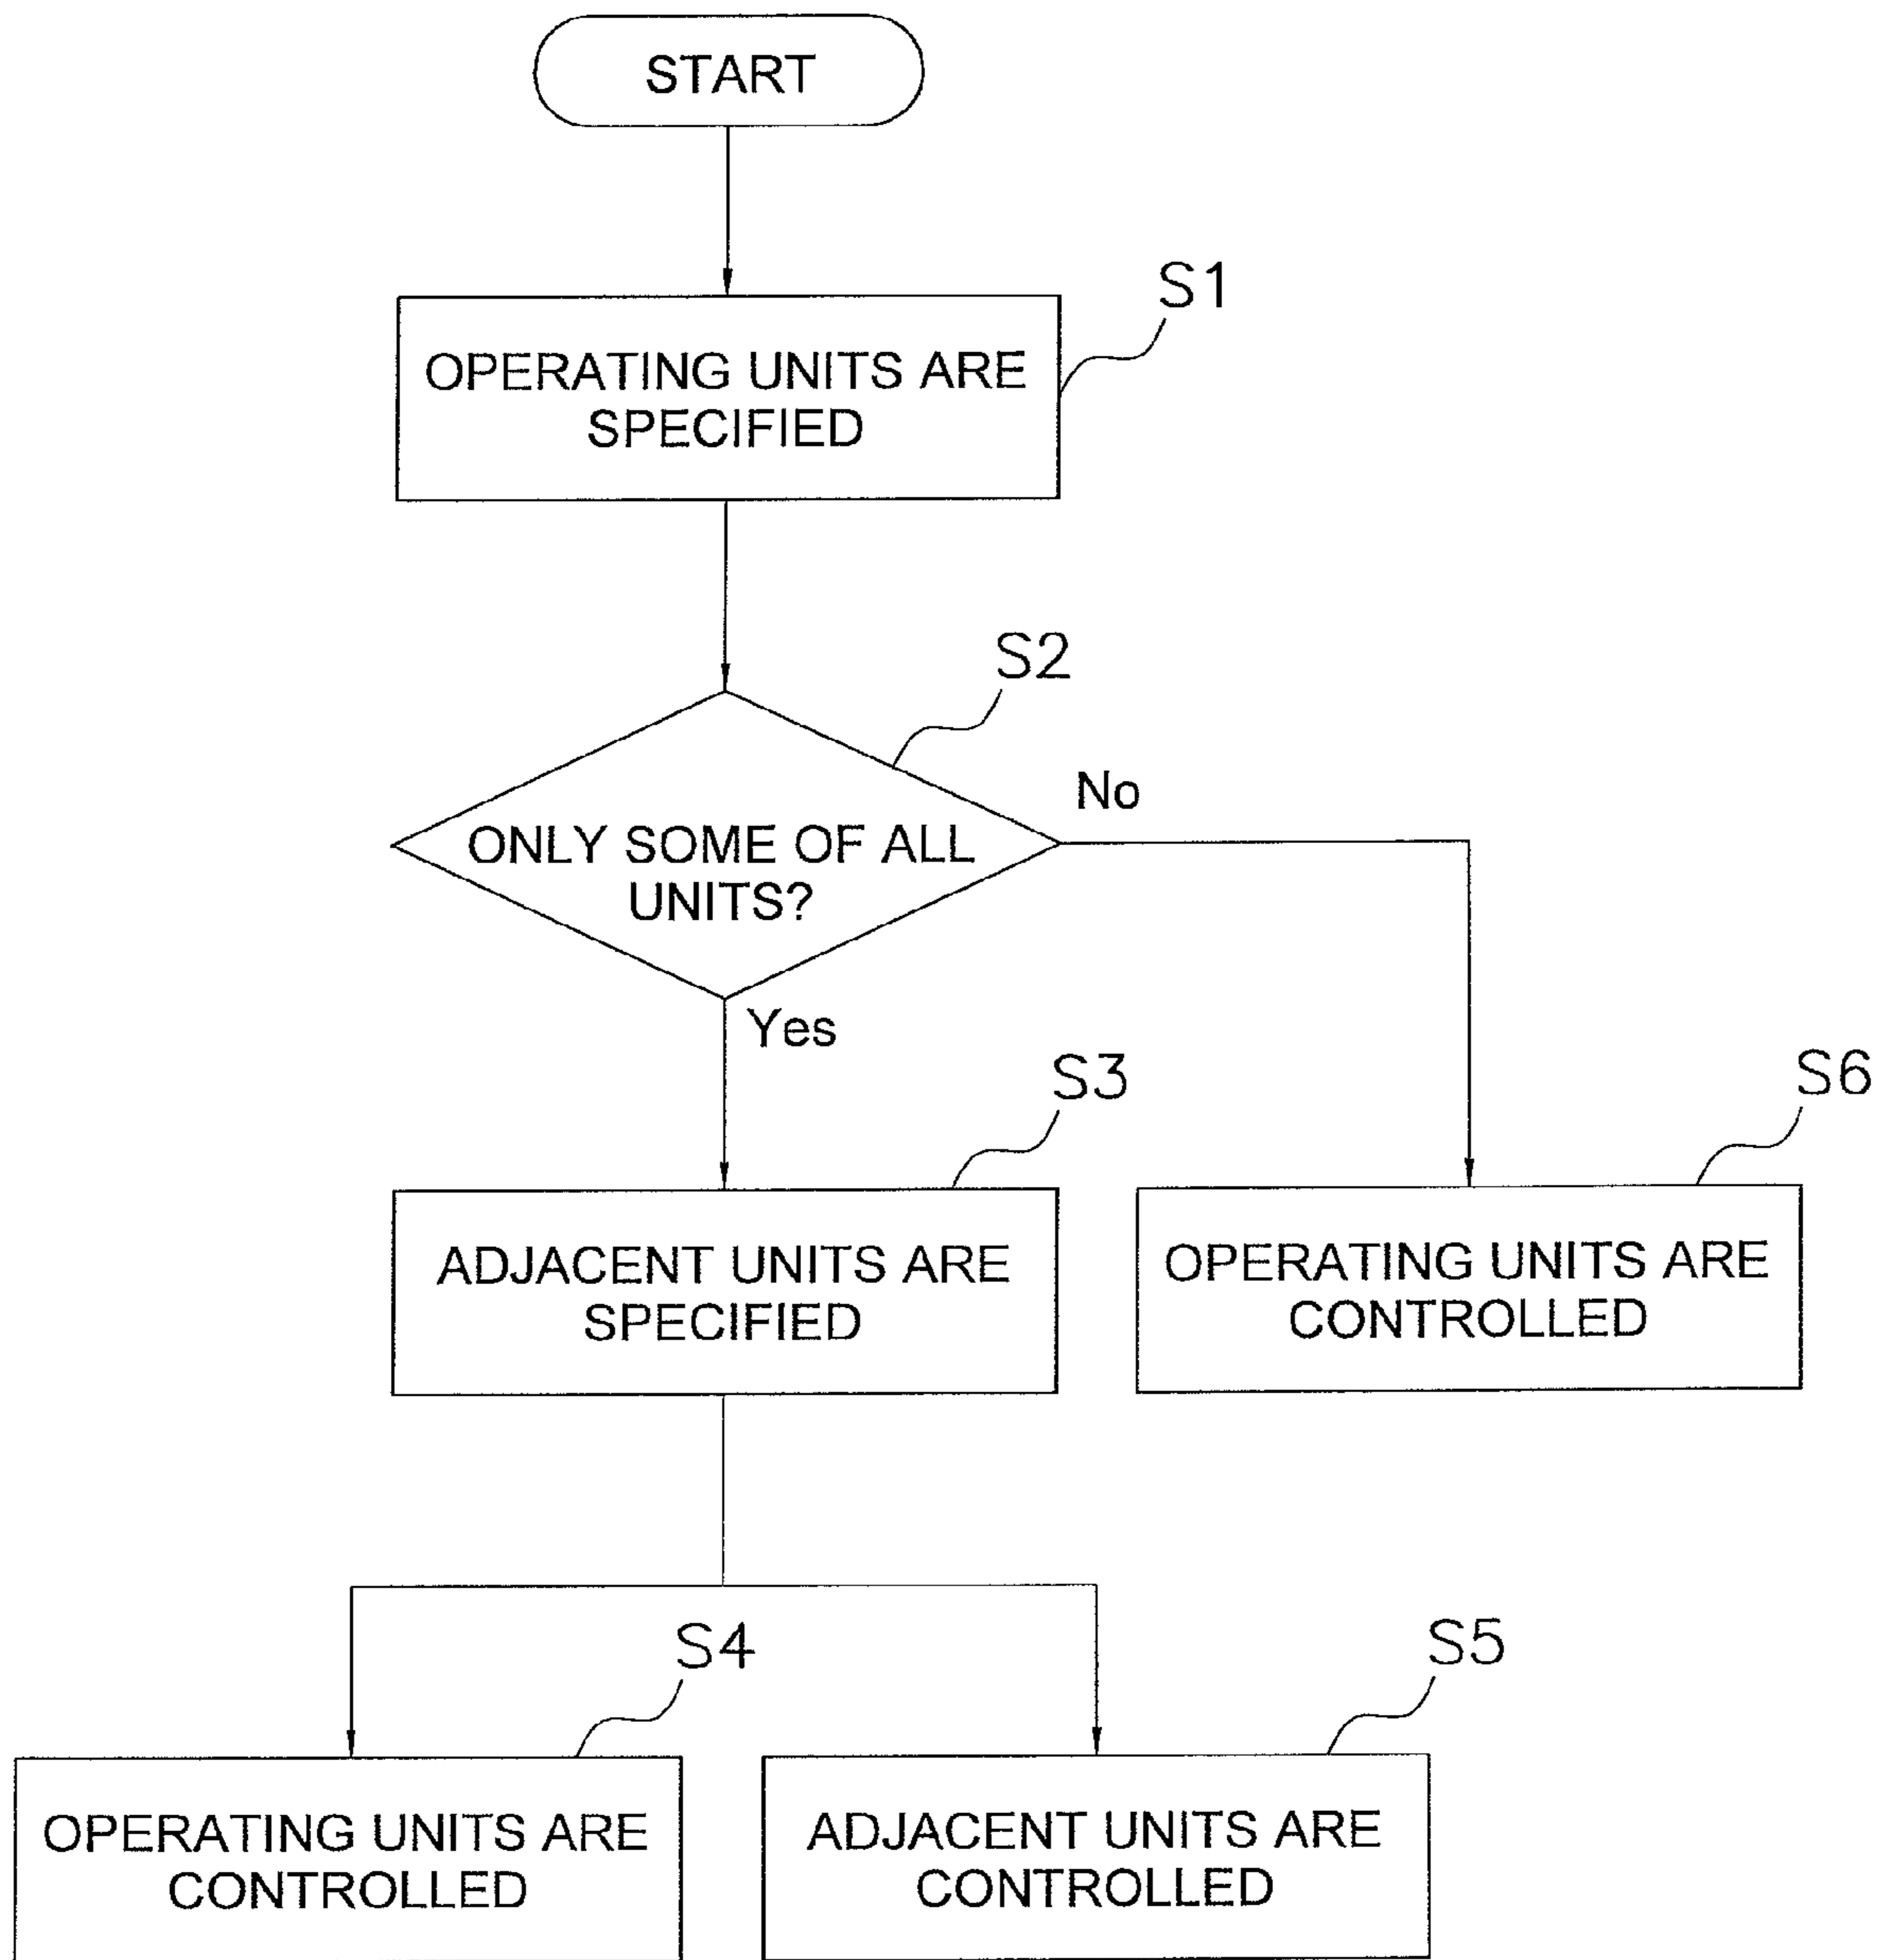 START
S1
OPERATING UNITS ARE
SPECIFIED
S2
No
ONLY SOME OF ALL
UNITS?
Yes
S3
S6
ADJACENT UNITS ARE
SPECIFIED
OPERATING UNITS ARE
CONTROLLED
S4
S5
OPERATING UNITS ARE
CONTROLLED
ADJACENT UNITS ARE
CONTROLLED